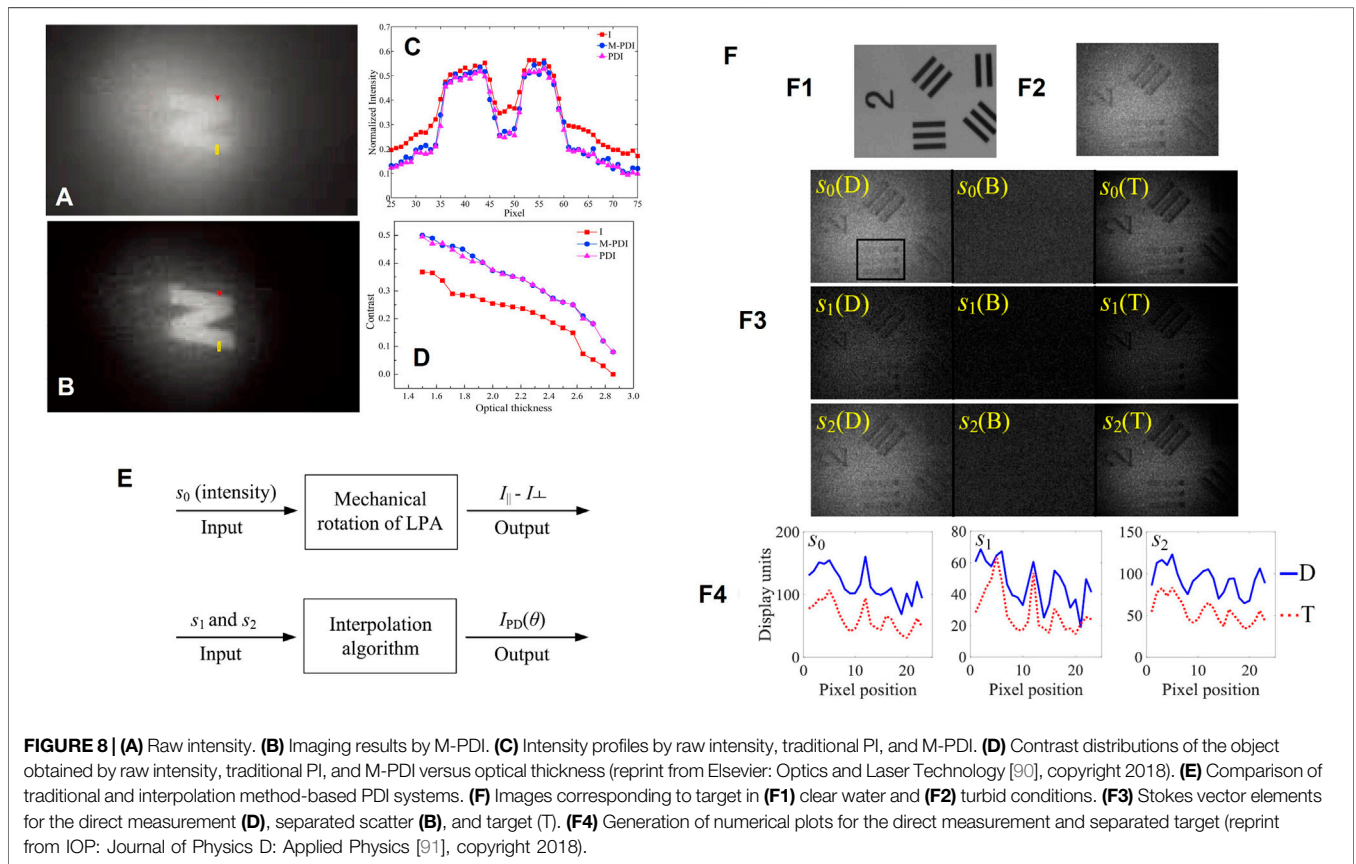 A
B
C
I
M-PDI
PDI
Normalized Intensity
0.7
0.6
0.5
0.4
0.3
0.2
0.1
0.0
25 30 35 40 45 50 55 60 65 70 75
Pixel
D
I
M-PDI
PDI
Contrast
0.6
0.5
0.4
0.3
0.2
0.1
0.0
1.4 1.6 1.8 2.0 2.2 2.4 2.6 2.8 3.0
Optical thickness
E
s0 (intensity)
Input
Mechanical
rotation of LPA
I|| - I⊥
Output
s1 and s2
Input
Interpolation
algorithm
IPD(θ)
Output
F
F1
2
F2
F3
s0(D) s0(B) s0(T)
s1(D) s1(B) s1(T)
s2(D) s2(B) s2(T)
F4
Display units
200
100
0
s0
0 10 20
Pixel position
80
60
40
20
0
s1
0 10 20
Pixel position
150
100
50
0
s2
0 10 20
Pixel position
D
T
FIGURE 8 | (A) Raw intensity. (B) Imaging results by M-PDI. (C) Intensity profiles by raw intensity, traditional PI, and M-PDI. (D) Contrast distributions of the object
obtained by raw intensity, traditional PI, and M-PDI versus optical thickness (reprint from Elsevier: Optics and Laser Technology [90], copyright 2018). (E) Comparison of
traditional and interpolation method-based PDI systems. (F) Images corresponding to target in (F1) clear water and (F2) turbid conditions. (F3) Stokes vector elements
for the direct measurement (D), separated scatter (B), and target (T). (F4) Generation of numerical plots for the direct measurement and separated target (reprint
from IOP: Journal of Physics D: Applied Physics [91], copyright 2018).